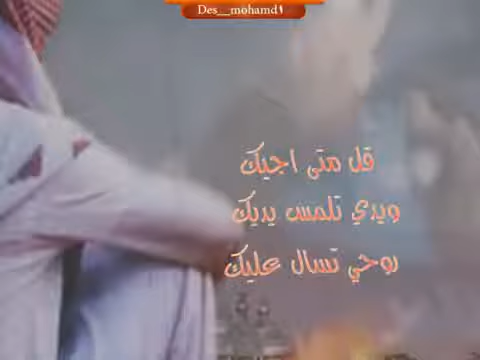 Des__mohamd1
قل متى اجيك
ويدي تلمس يديك
روحي تسال عليك